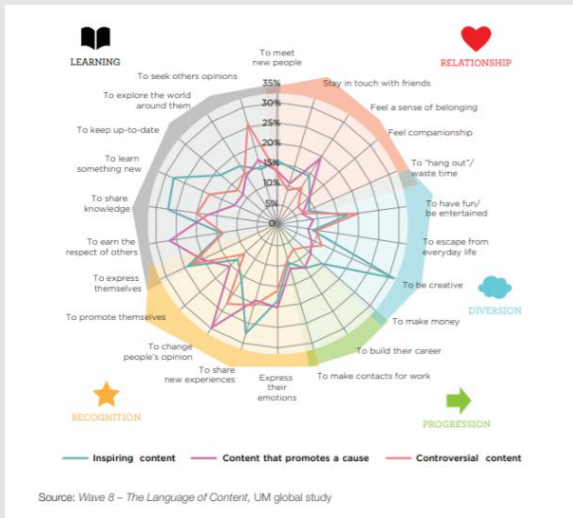 LEARNING
RELATIONSHIP
To meet
new people
Stay in touch with friends
Feel a sense of belonging
Feel companionship
To "hang out"/
waste time
To have fun/
be entertained
To escape from
everyday life
To be creative
DIVERSION
To make money
To build their career
To make contacts for work
PROGRESSION
Express
their
emotions
To share
new experiences
To change
people's opinion
To promote themselves
RECOGNITION
To express
themselves
To earn the
respect of others
To share
knowledge
To learn
something new
To keep up-to-date
To explore the world
around them
To seek others opinions
35%
30%
25%
20%
15%
10%
5%
0
Inspiring content
Content that promotes a cause
Controversial content
Source: Wave 8 – The Language of Content, UM global study